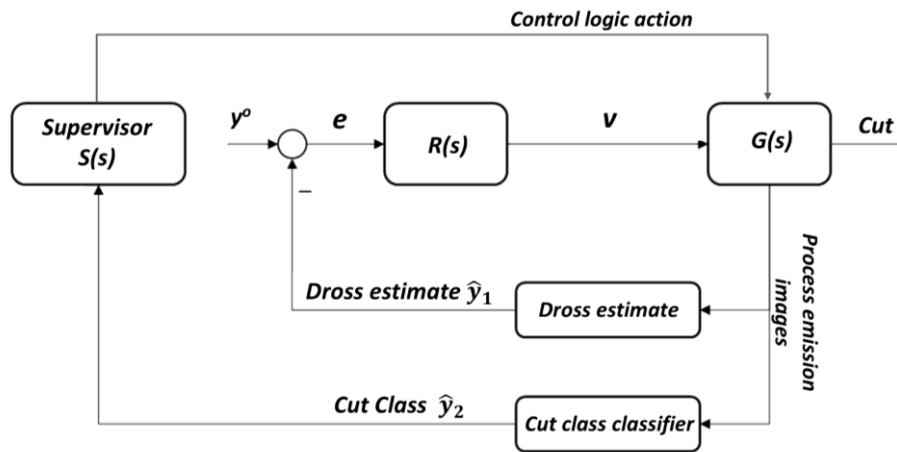 Control logic action
Supervisor
S(s)
yᵒ
e
R(s)
v
G(s)
Cut
−
Process emission
images
Dross estimate ŷ₁
Dross estimate
Cut Class ŷ₂
Cut class classifier